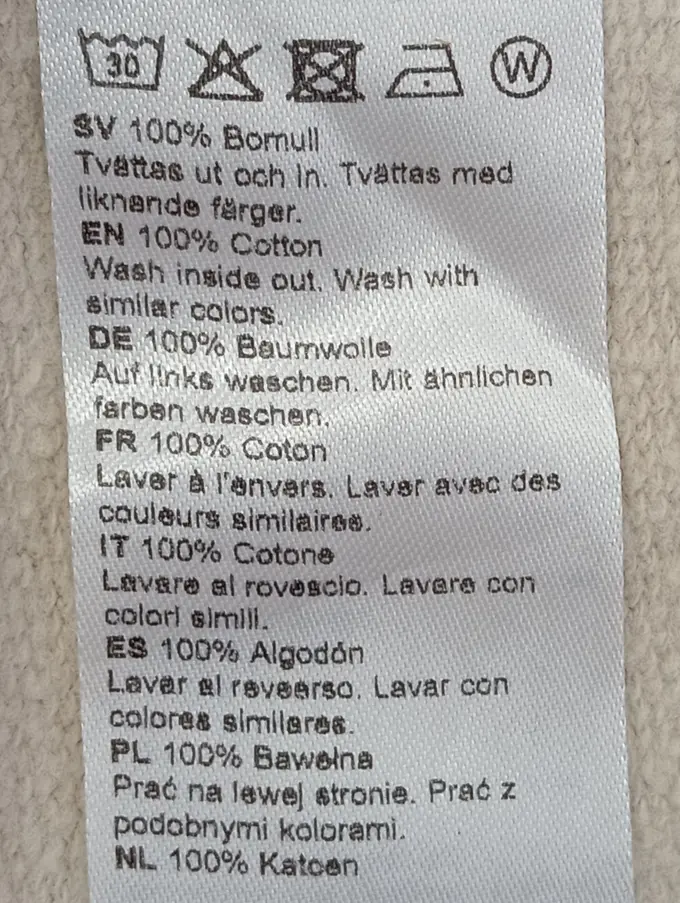 30
W
SV 100% Bomull
Tvättas ut och in. Tvättas med
liknande färger.
EN 100% Cotton
Wash inside out. Wash with
similar colors.
DE 100% Baumwolle
Auf links waschen. Mit ähnlichen
farben waschen.
FR 100% Coton
Laver à l'envers. Laver avec des
couleurs similaires.
IT 100% Cotone
Lavare al rovescio. Lavare con
colori simili.
ES 100% Algodón
Lavar al reveerso. Lavar con
colores similares.
PL 100% Bawełna
Prać na lewej stronie. Prać z
podobnymi kolorami.
NL 100% Katoen